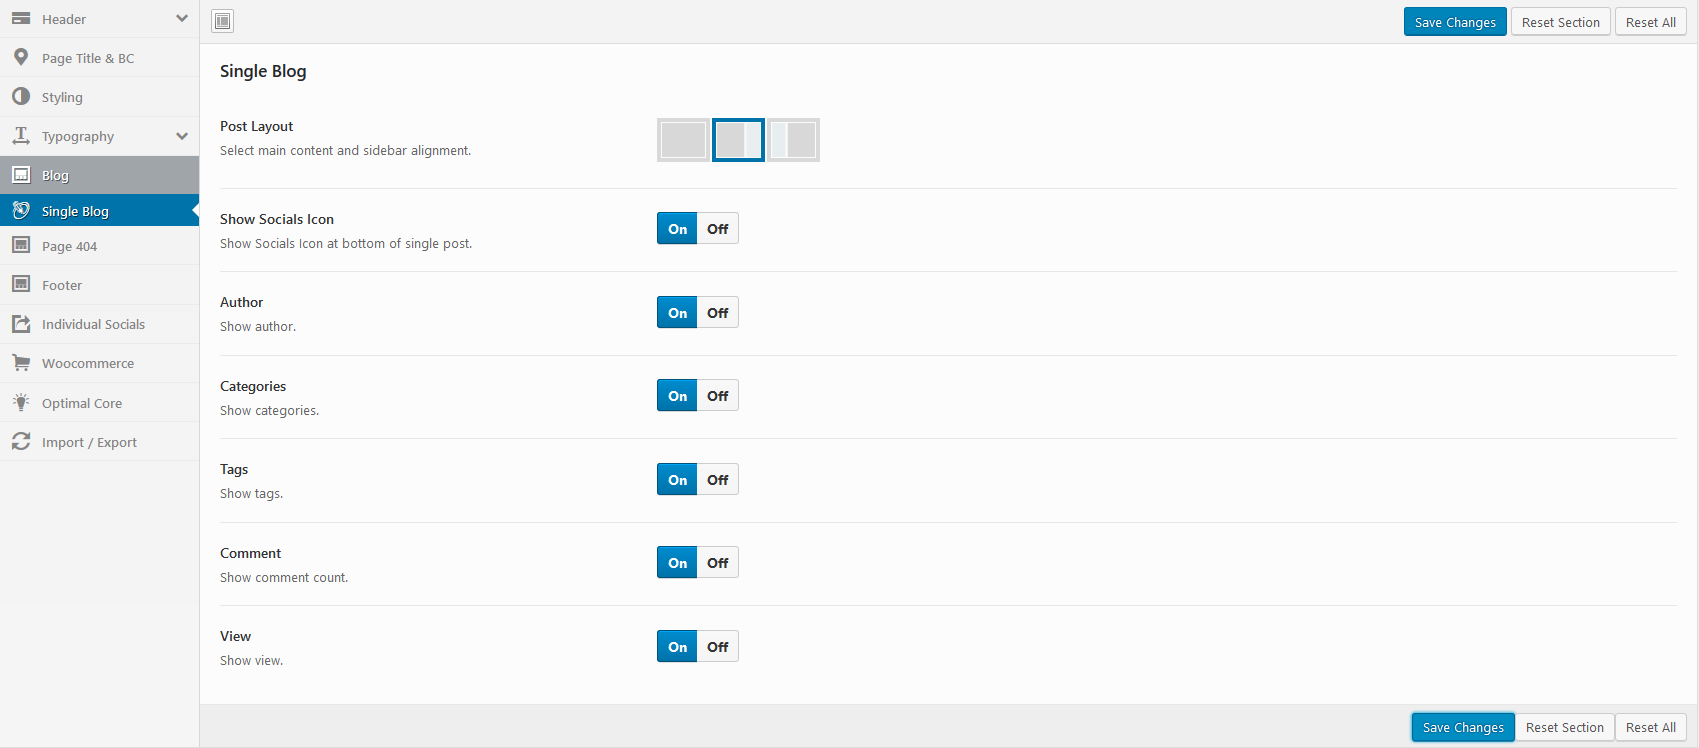 Header
Page Title & BC
Styling
Typography
Blog
Single Blog
Page 404
Footer
Individual Socials
Woocommerce
Optimal Core
Import / Export
Save Changes Reset Section Reset All
Single Blog
Post Layout
Select main content and sidebar alignment.
Show Socials Icon
Show Socials Icon at bottom of single post.
On Off
Author
Show author.
On Off
Categories
Show categories.
On Off
Tags
Show tags.
On Off
Comment
Show comment count.
On Off
View
Show view.
On Off
Save Changes Reset Section Reset All